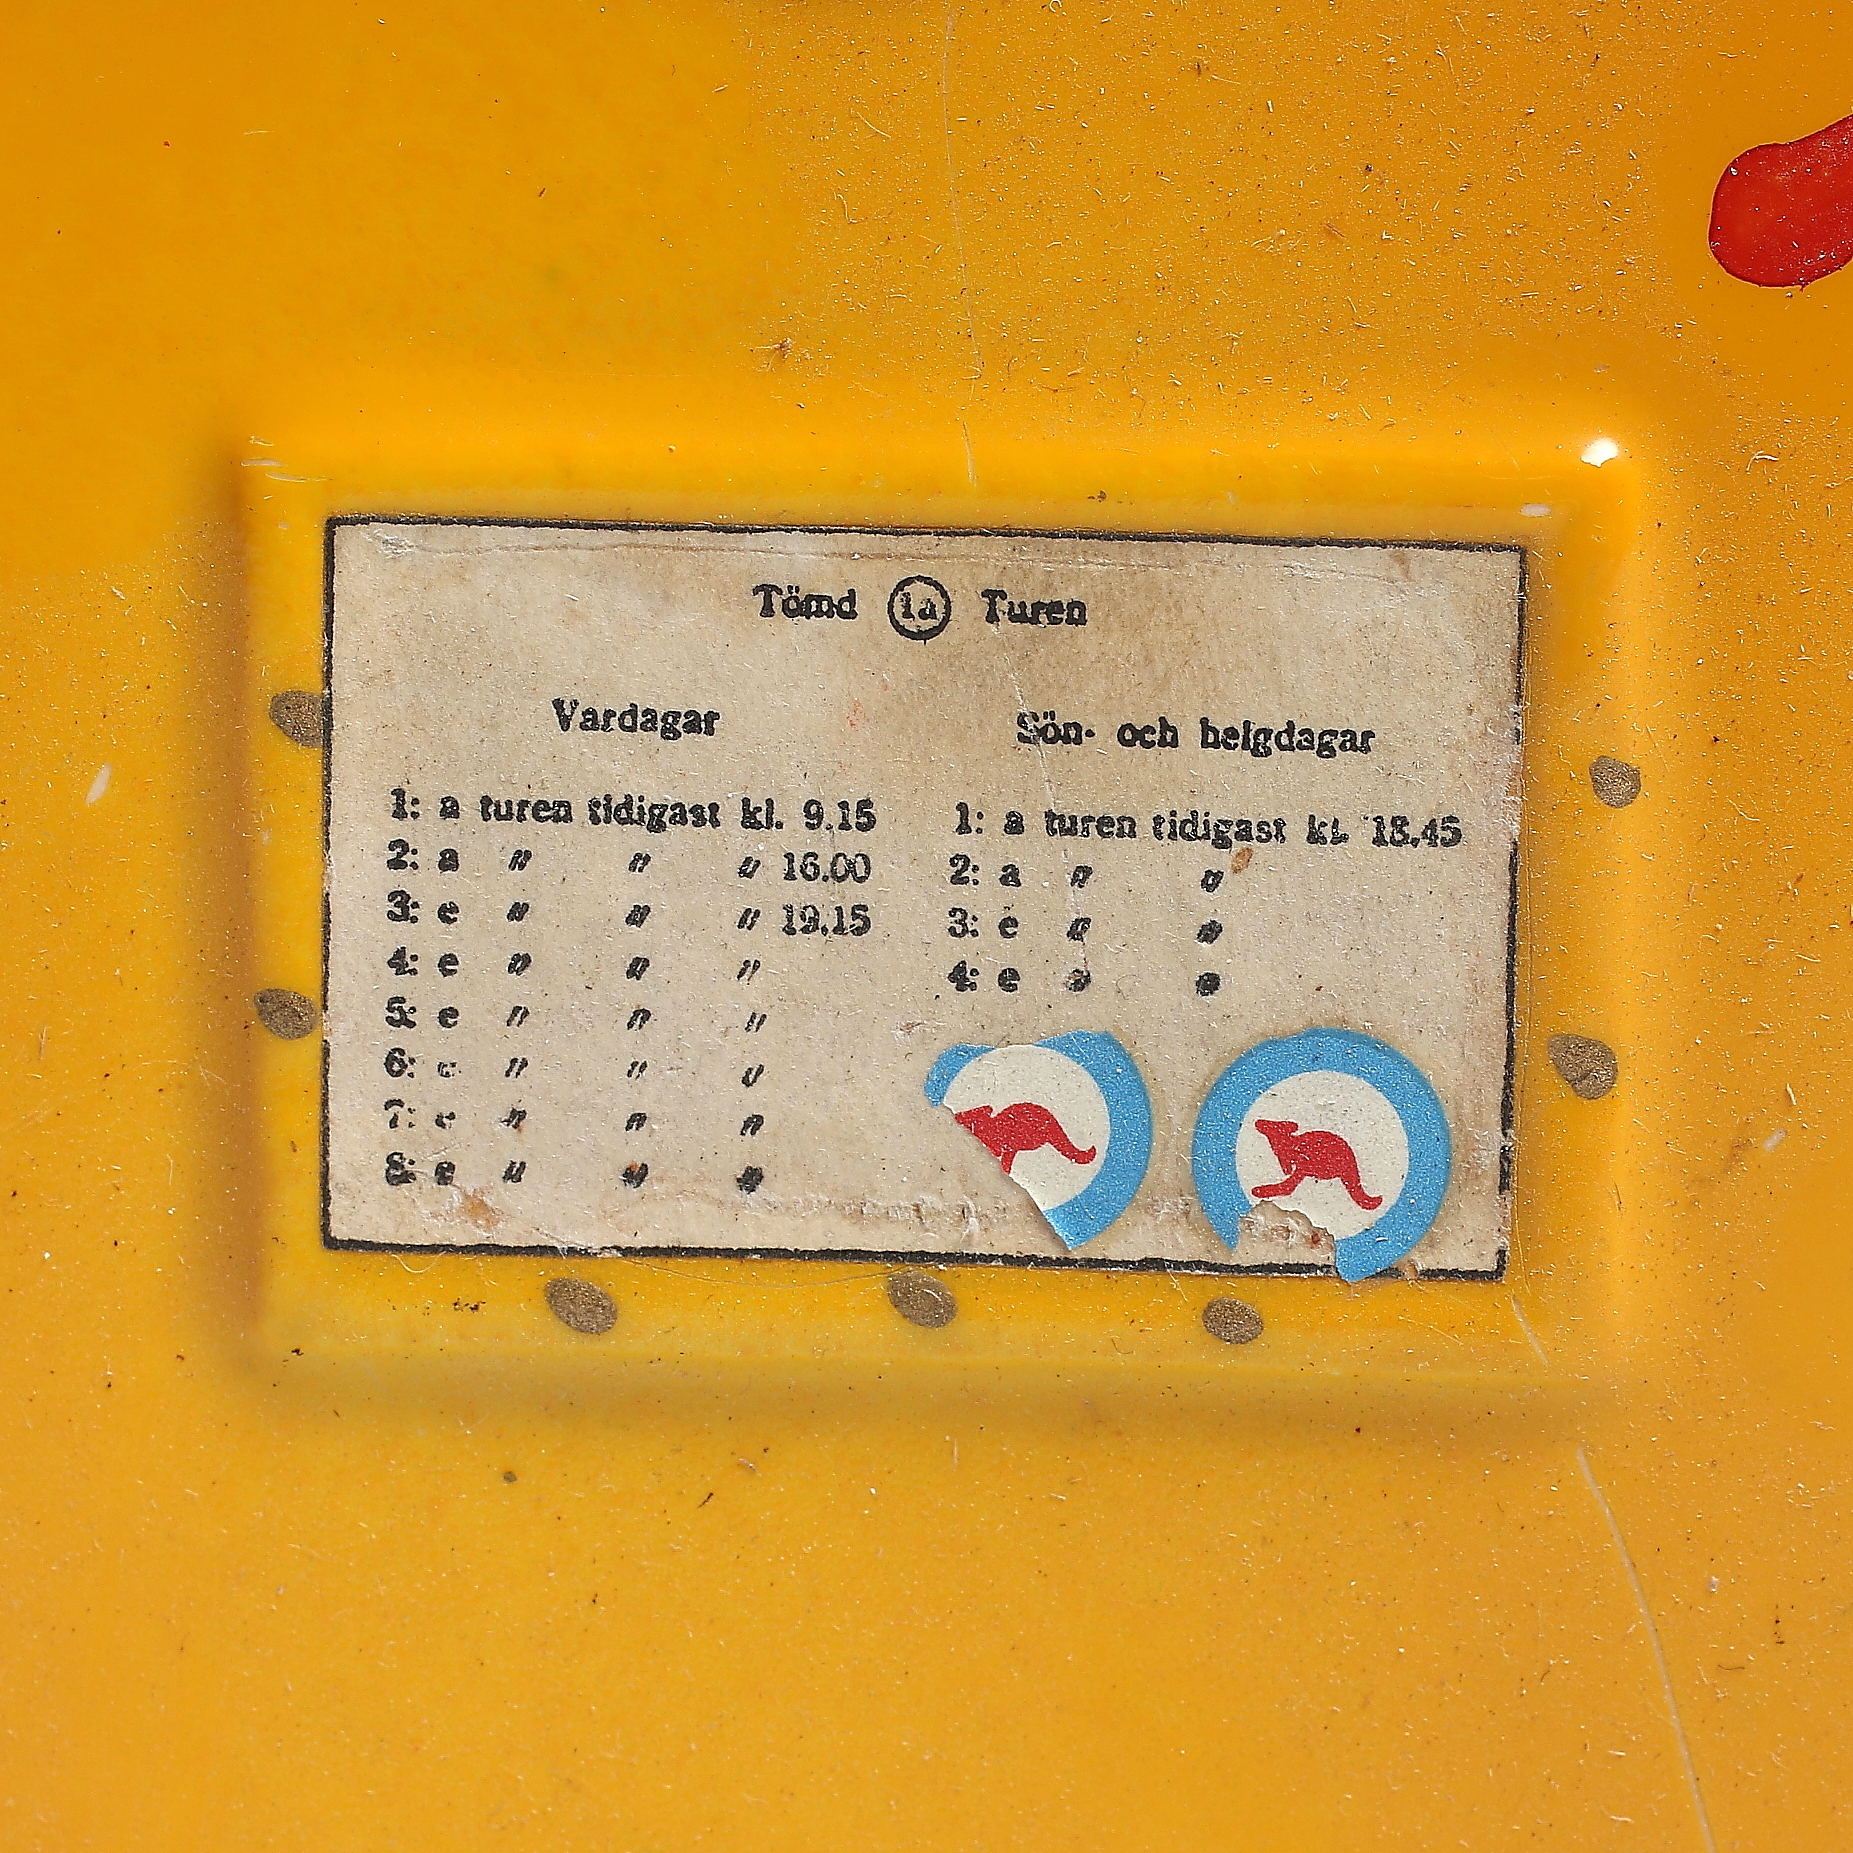 Tömd 1a Turen
Vardagar
1: a turen tidigast kl. 9.15
2: a " " " 16.00
3: e " " " 19.15
4: e " " "
5: e " " "
6: e " " "
7: e " " "
8: e " " "
Sön- och helgdagar
1: a turen tidigast kl. 18.45
2: a " "
3: e " "
4: e " "